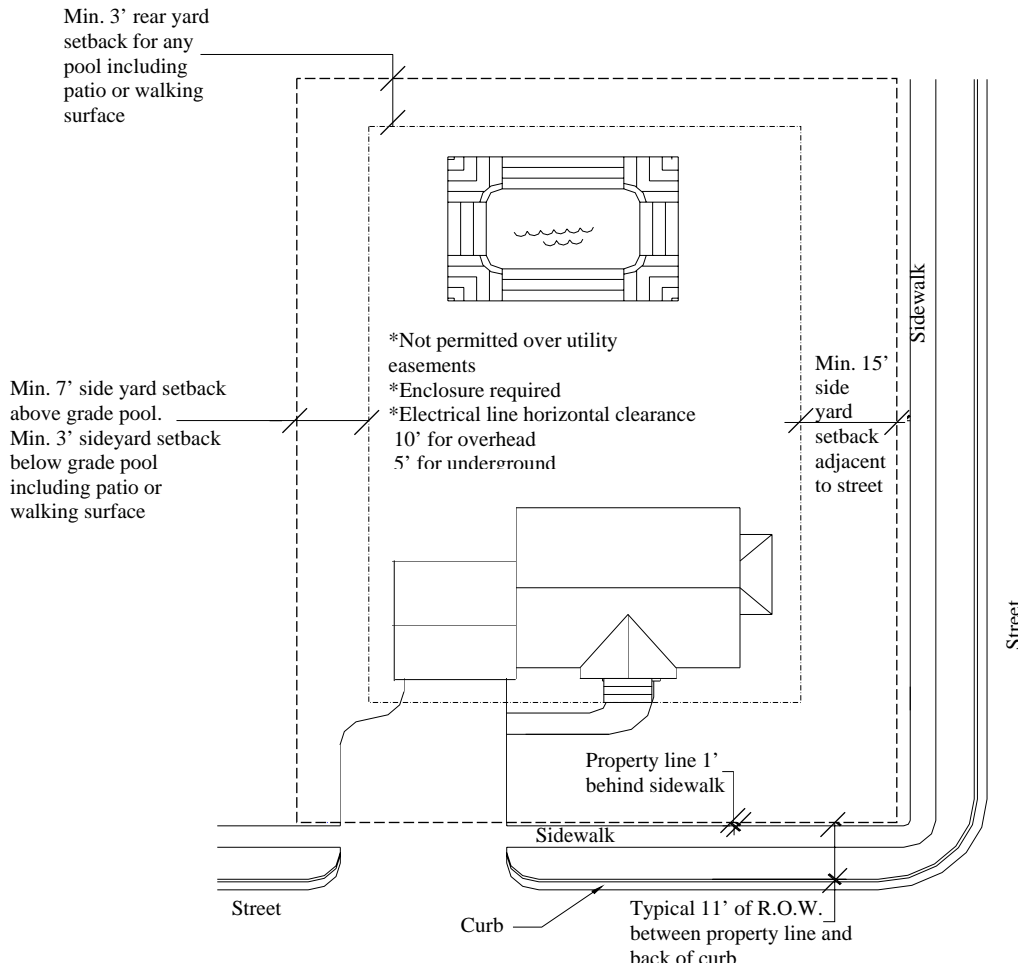 Min. 3’ rear yard
setback for any
pool including
patio or walking
surface
*Not permitted over utility
easements
*Enclosure required
*Electrical line horizontal clearance
10’ for overhead
5’ for underground
Min. 7’ side yard setback
above grade pool.
Min. 3’ sideyard setback
below grade pool
including patio or
walking surface
Min. 15’
side
yard
setback
adjacent
to street
Sidewalk
Street
Property line 1’
behind sidewalk
Sidewalk
Street
Curb
Typical 11’ of R.O.W.
between property line and
back of curb